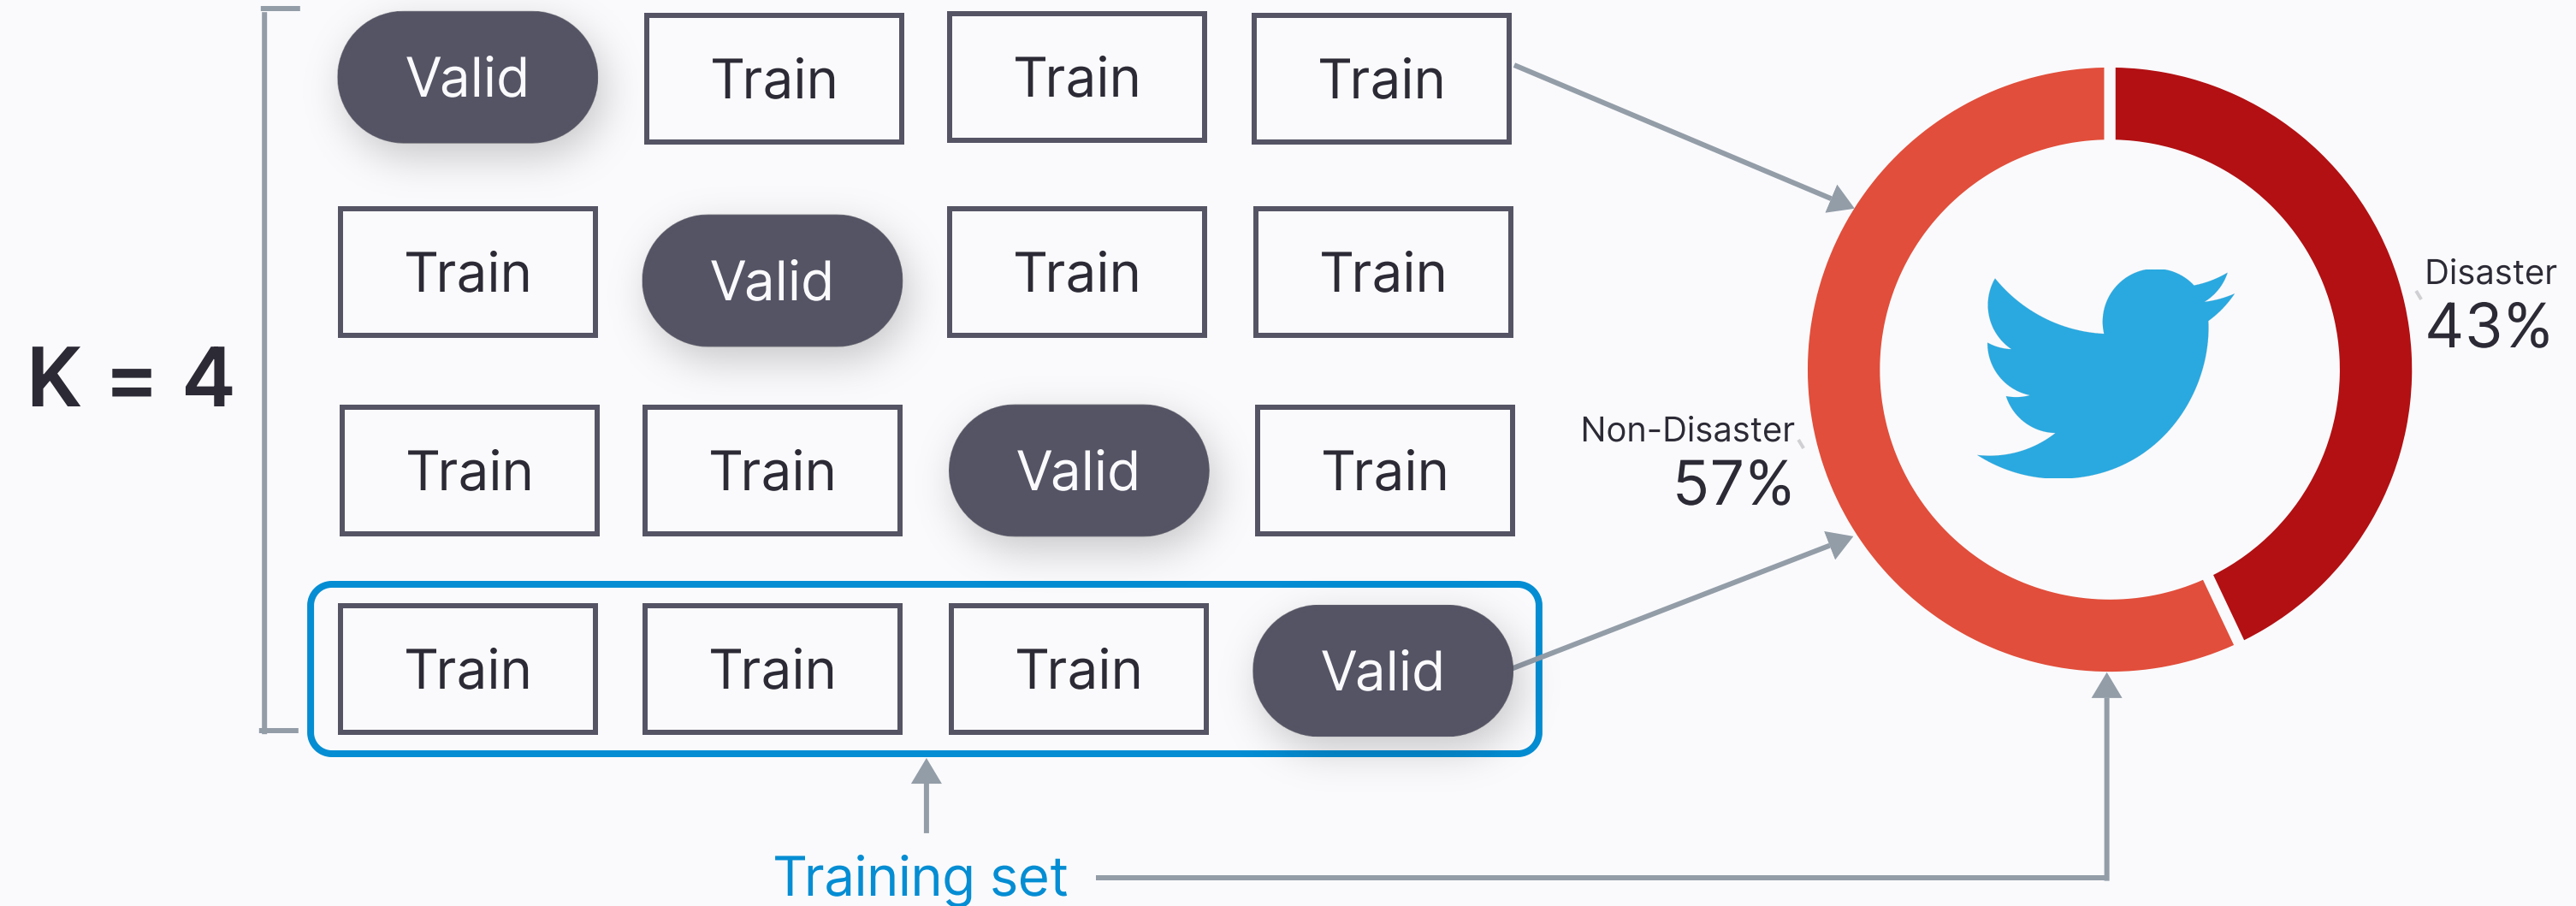 Valid Train Train Train
Train Valid Train Train
K = 4
Train Train Valid Train
Train Train Train Valid
Training set
Disaster
43%
Non-Disaster
57%